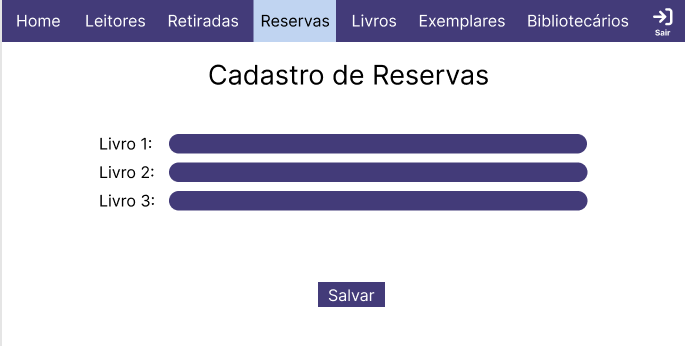 Home Leitores Retiradas Reservas Livros Exemplares Bibliotecários Sair
Cadastro de Reservas
Livro 1:
Livro 2:
Livro 3:
Salvar